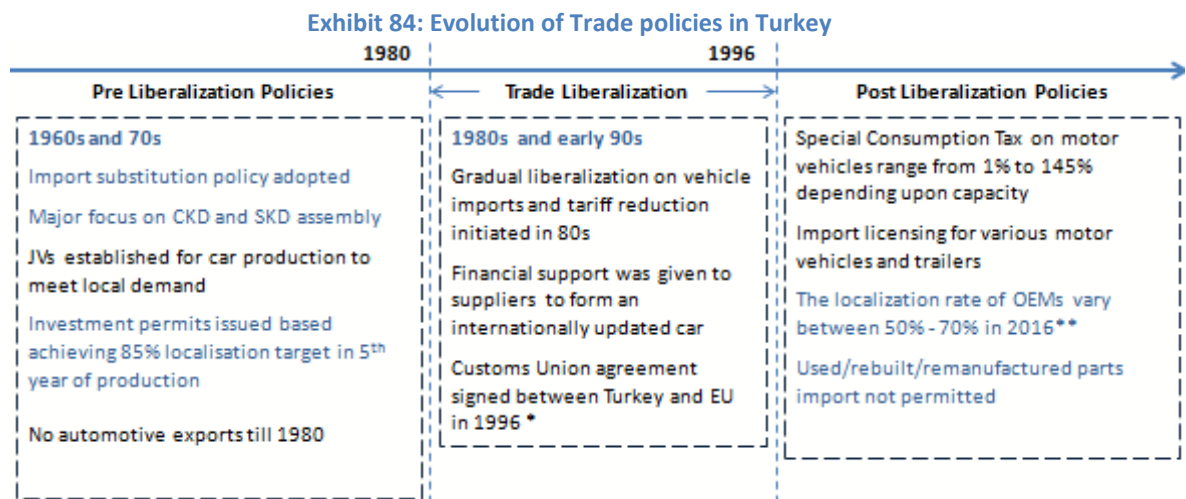 Exhibit 84: Evolution of Trade policies in Turkey
1980
1996
Pre Liberalization Policies
Trade Liberalization
Post Liberalization Policies
1960s and 70s
Import substitution policy adopted
Major focus on CKD and SKD assembly
JVs established for car production to
meet local demand
Investment permits issued based
achieving 85% localisation target in 5th
year of production
No automotive exports till 1980
1980s and early 90s
Gradual liberalization on vehicle
imports and tariff reduction
initiated in 80s
Financial support was given to
suppliers to form an
internationally updated car
Customs Union agreement
signed between Turkey and EU
in 1996 *
Special Consumption Tax on motor
vehicles range from 1% to 145%
depending upon capacity
Import licensing for various motor
vehicles and trailers
The localization rate of OEMs vary
between 50% - 70% in 2016**
Used/rebuilt/remanufactured parts
import not permitted